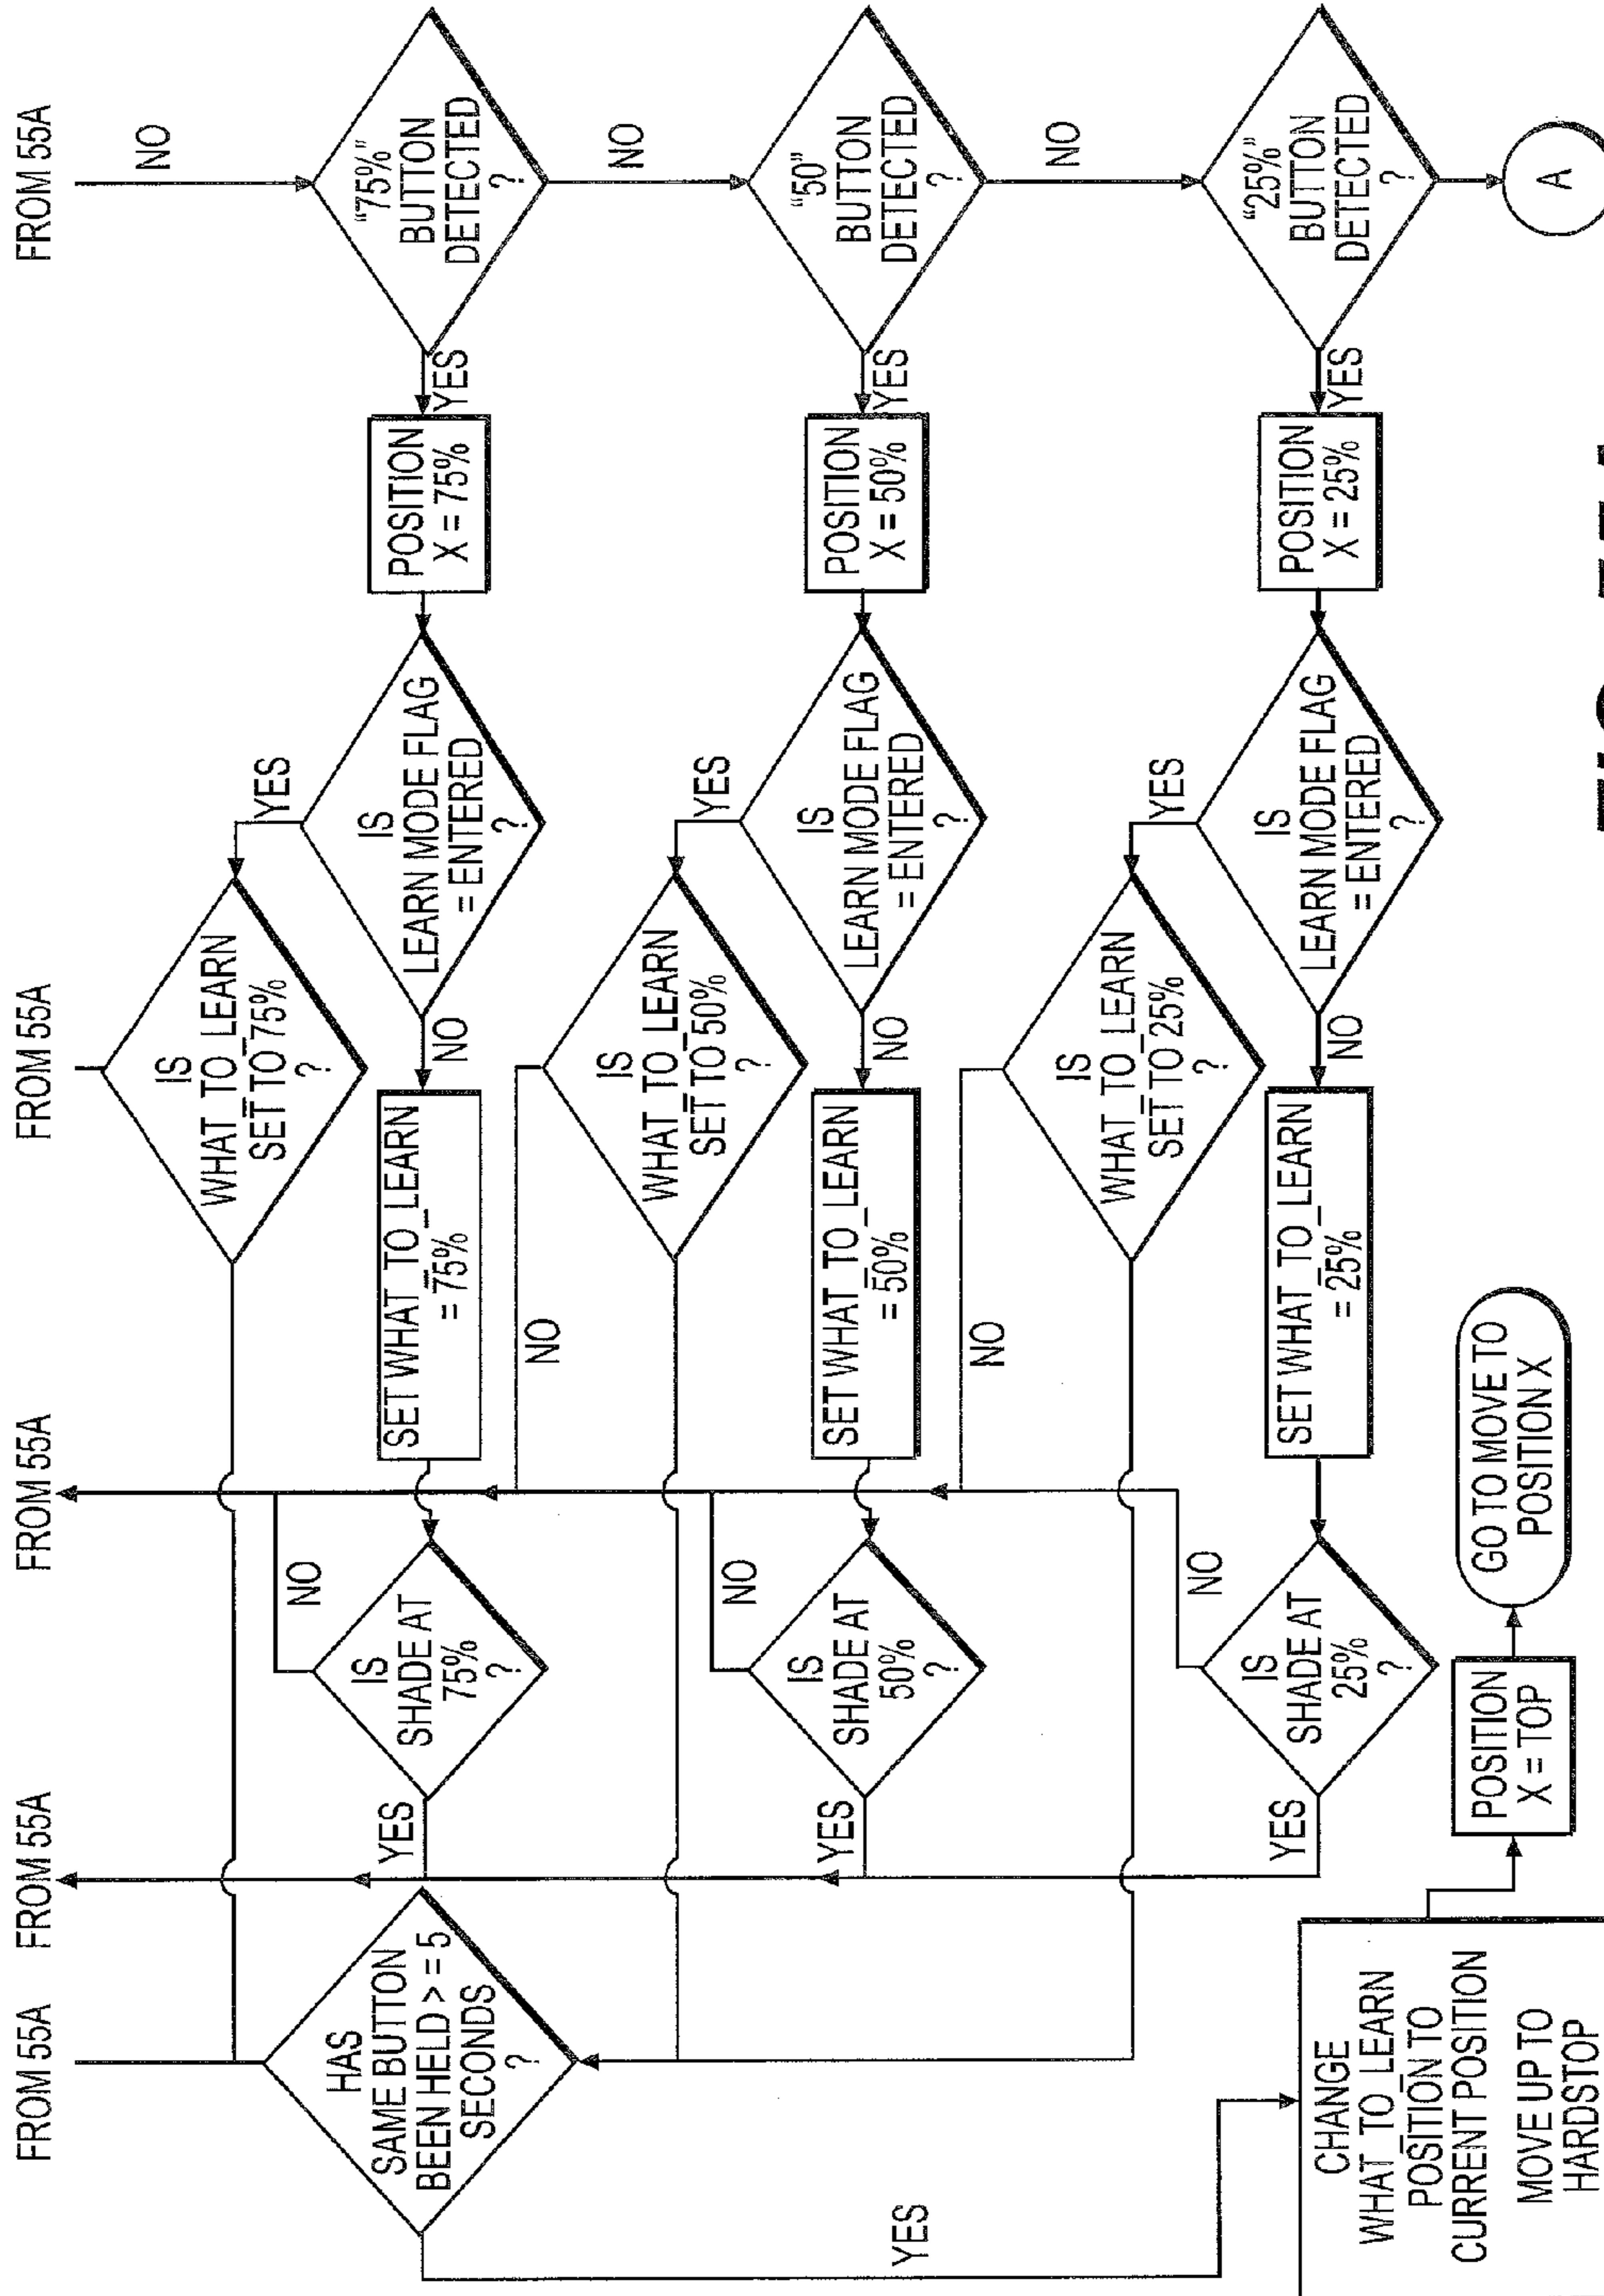 FROM 55A
FROM 55A
FROM 55A
FROM 55A
FROM 55A
NO
IS
WHAT_TO_LEARN
SET TO 75%
?
YES
HAS
SAME BUTTON
BEEN HELD > = 5
SECONDS
?
YES
IS
SHADE AT
75%
?
NO
SET WHAT_TO_LEARN
= 75%
NO
IS
LEARN MODE FLAG
= ENTERED
?
POSITION
X = 75%
YES
"75%"
BUTTON
DETECTED
?
NO
NO
IS
WHAT_TO_LEARN
SET TO 50%
?
YES
YES
IS
SHADE AT
50%
?
NO
SET WHAT_TO_LEARN
= 50%
NO
IS
LEARN MODE FLAG
= ENTERED
?
POSITION
X = 50%
YES
"50"
BUTTON
DETECTED
?
NO
NO
IS
WHAT_TO_LEARN
SET TO 25%
?
YES
YES
YES
IS
SHADE AT
25%
?
NO
SET WHAT_TO_LEARN
= 25%
NO
IS
LEARN MODE FLAG
= ENTERED
?
POSITION
X = 25%
YES
"25%"
BUTTON
DETECTED
?
CHANGE
WHAT_TO_LEARN
POSITION TO
CURRENT POSITION
MOVE UP TO
HARDSTOP
POSITION
X = TOP
GO TO MOVE TO
POSITION X
A